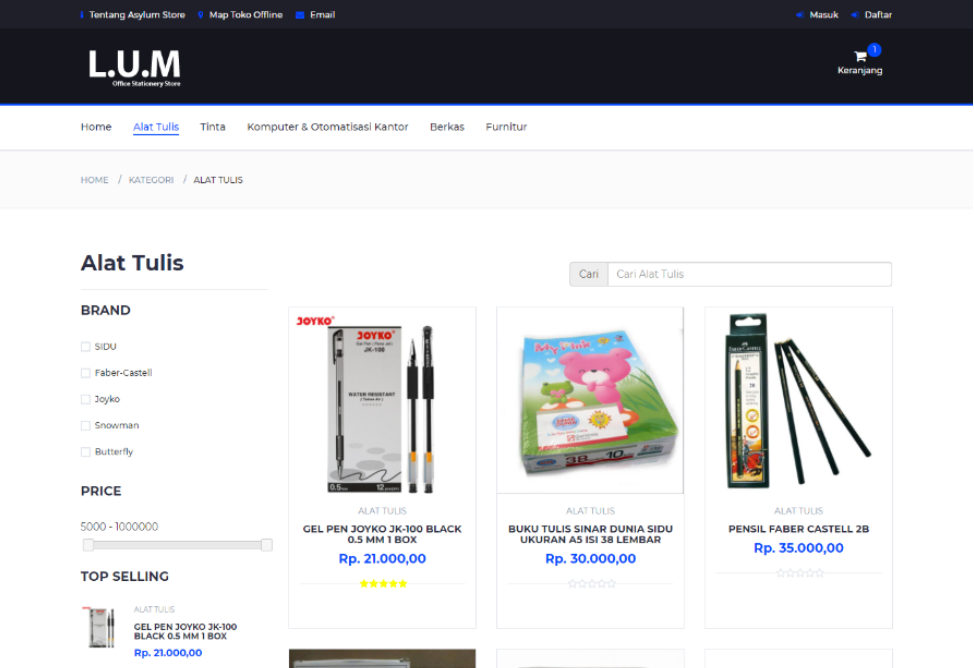 Tentang Asylum Store
Map Toko Offline
Email
Masuk
Daftar
L.U.M
Office Stationery Store
1
Keranjang
Home
Alat Tulis
Tinta
Komputer & Otomatisasi Kantor
Berkas
Furnitur
HOME / KATEGORI / ALAT TULIS
Alat Tulis
Cari
Cari Alat Tulis
BRAND
SIDU
Faber-Castell
Joyko
Snowman
Butterfly
PRICE
5000 - 1000000
TOP SELLING
ALAT TULIS
GEL PEN JOYKO JK-100
BLACK 0.5 MM 1 BOX
Rp. 21.000,00
JOYKO
JOYKO
JK-100
WATER RESISTANT
0.5
12
ALAT TULIS
GEL PEN JOYKO JK-100 BLACK
0.5 MM 1 BOX
Rp. 21.000,00
My Pink
38
10
ALAT TULIS
BUKU TULIS SINAR DUNIA SIDU
UKURAN A5 ISI 38 LEMBAR
Rp. 30.000,00
Faber-Castell
ALAT TULIS
PENSIL FABER CASTELL 2B
Rp. 35.000,00